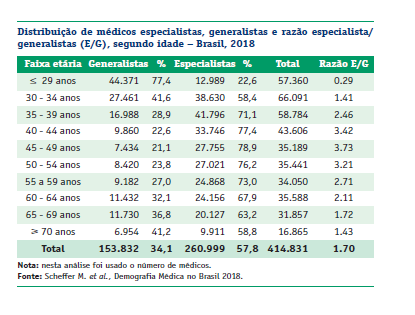 Distribuição de médicos especialistas, generalistas e razão especialista/
generalistas (E/G), segundo idade – Brasil, 2018
Faixa etária Generalistas % Especialistas % Total Razão E/G
≤ 29 anos 44.371 77,4 12.989 22,6 57.360 0.29
30 - 34 anos 27.461 41,6 38.630 58,4 66.091 1.41
35 - 39 anos 16.988 28,9 41.796 71,1 58.784 2.46
40 - 44 anos 9.860 22,6 33.746 77,4 43.606 3.42
45 - 49 anos 7.434 21,1 27.755 78,9 35.189 3.73
50 - 54 anos 8.420 23,8 27.021 76,2 35.441 3.21
55 a 59 anos 9.182 27,0 24.868 73,0 34.050 2.71
60 - 64 anos 11.432 32,1 24.156 67,9 35.588 2.11
65 - 69 anos 11.730 36,8 20.127 63,2 31.857 1.72
≥ 70 anos 6.954 41,2 9.911 58,8 16.865 1.43
Total 153.832 34,1 260.999 57,8 414.831 1.70
Nota: nesta análise foi usado o número de médicos.
Fonte: Scheffer M. et al., Demografia Médica no Brasil 2018.